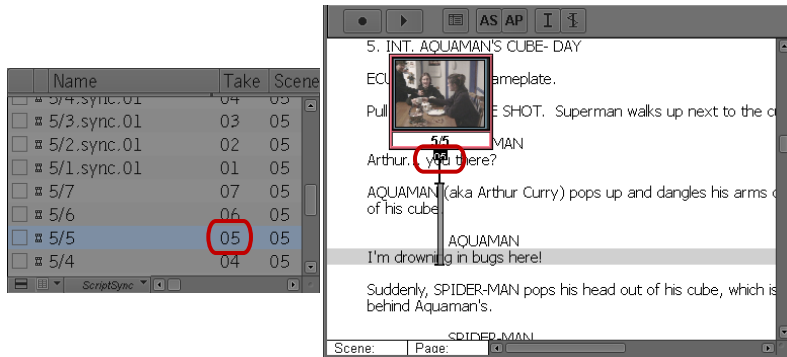 Name Take Scene
5/4.sync.01 04 05
5/3.sync.01 03 05
5/2.sync.01 02 05
5/1.sync.01 01 05
5/7 07 05
5/6 06 05
5/5 05 05
5/4 04 05
ScriptSync
AS AP
5. INT. AQUAMAN'S CUBE- DAY
ECU ameplate.
Pull E SHOT. Superman walks up next to the cu
5/5 MAN
05
Arthur... you there?
AQUAMAN (aka Arthur Curry) pops up and dangles his arms o
of his cube.
AQUAMAN
I'm drowning in bugs here!
Suddenly, SPIDER-MAN pops his head out of his cube, which is
behind Aquaman's.
SPIDER-MAN
Scene: Page: